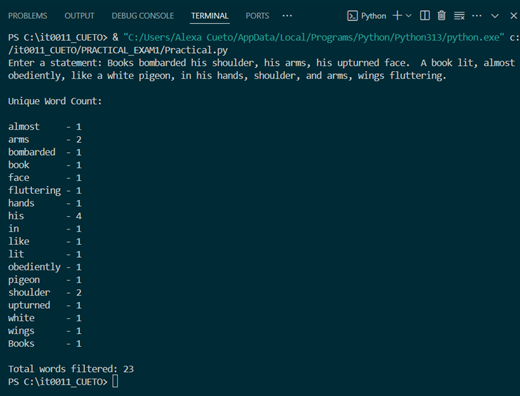 PROBLEMS OUTPUT DEBUG CONSOLE TERMINAL PORTS ··· Python
PS C:\it0011_CUETO> & "C:/Users/Alexa Cueto/AppData/Local/Programs/Python/Python313/python.exe" c:
/it0011_CUETO/PRACTICAL_EXAM1/Practical.py
Enter a statement: Books bombarded his shoulder, his arms, his upturned face.  A book lit, almost
obediently, like a white pigeon, in his hands, shoulder, and arms, wings fluttering.
Unique Word Count:
almost     - 1
arms       - 2
bombarded  - 1
book       - 1
face       - 1
fluttering - 1
hands      - 1
his        - 4
in         - 1
like       - 1
lit        - 1
obediently - 1
pigeon     - 1
shoulder   - 2
upturned   - 1
white      - 1
wings      - 1
Books      - 1
Total words filtered: 23
PS C:\it0011_CUETO>